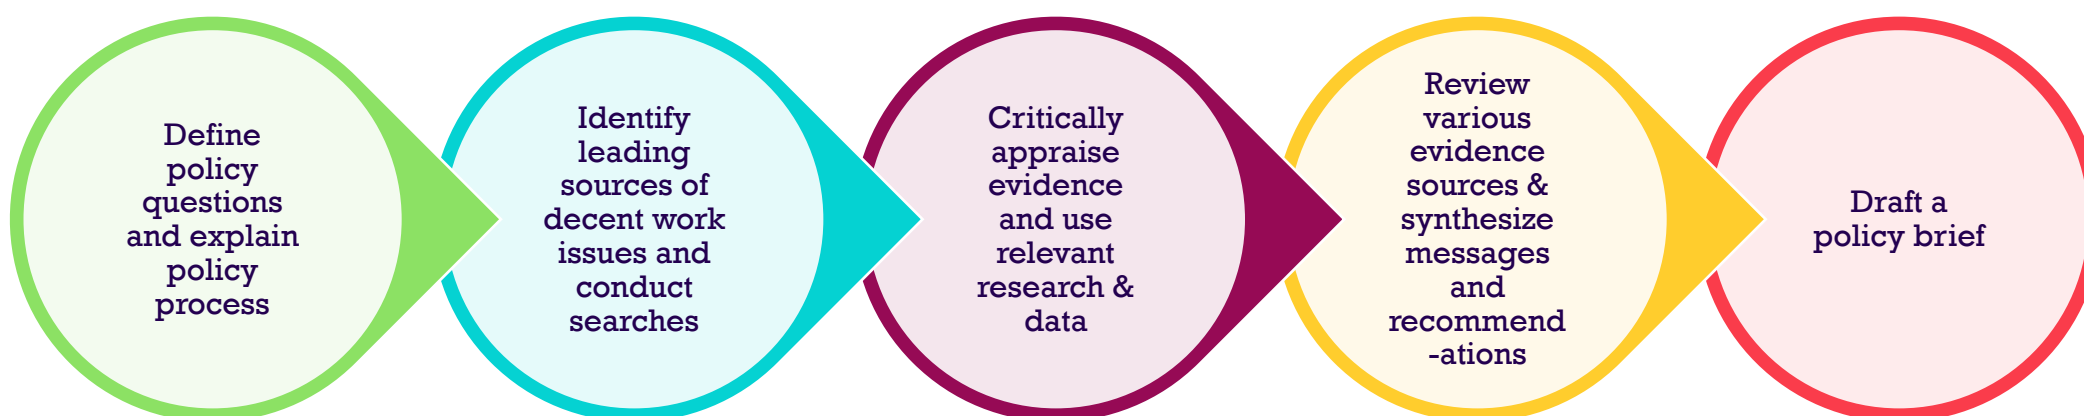 Define
policy
questions
and explain
policy
process
Identify
leading
sources of
decent work
issues and
conduct
searches
Critically
appraise
evidence
and use
relevant
research &
data
Review
various
evidence
sources &
synthesize
messages
and
recommend
-ations
Draft a
policy brief